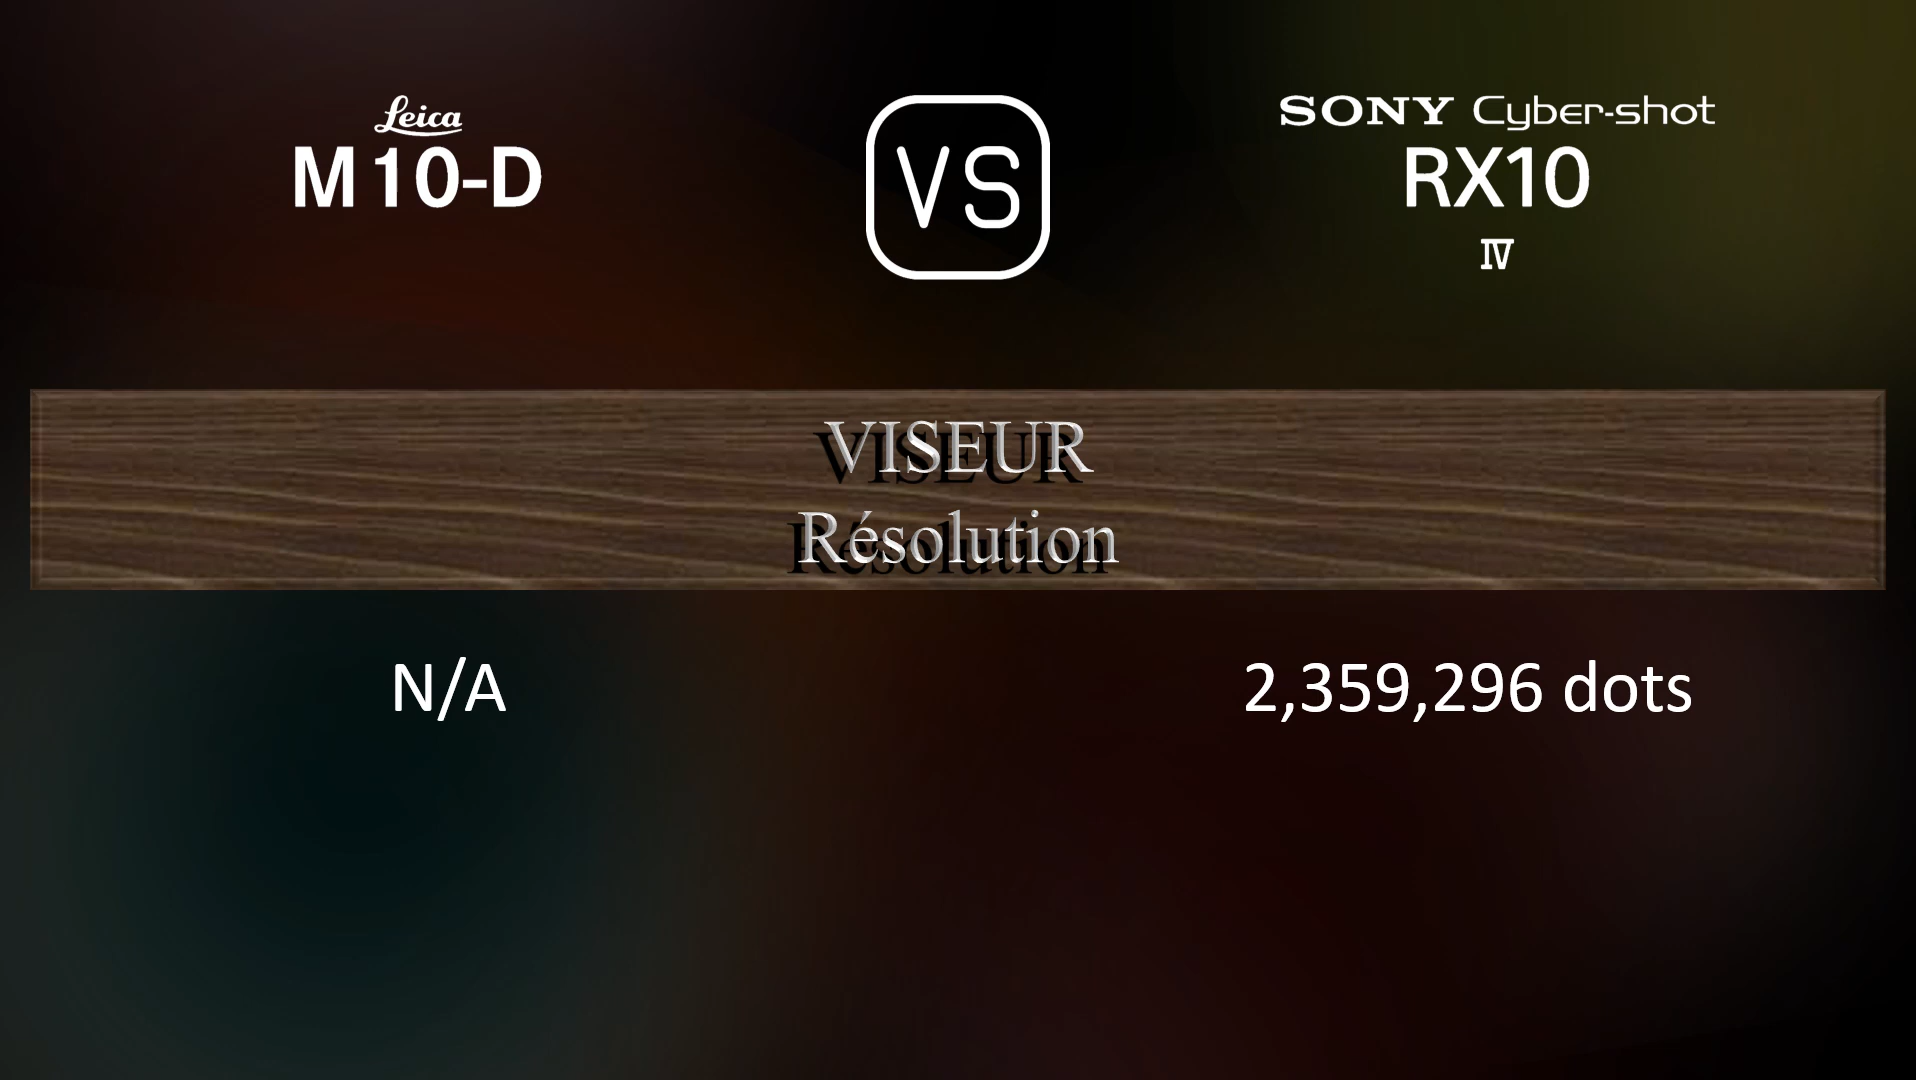 Leica
M10-D
VS
SONY Cyber-shot
RX10
IV
VISEUR
Résolution
N/A
2,359,296 dots